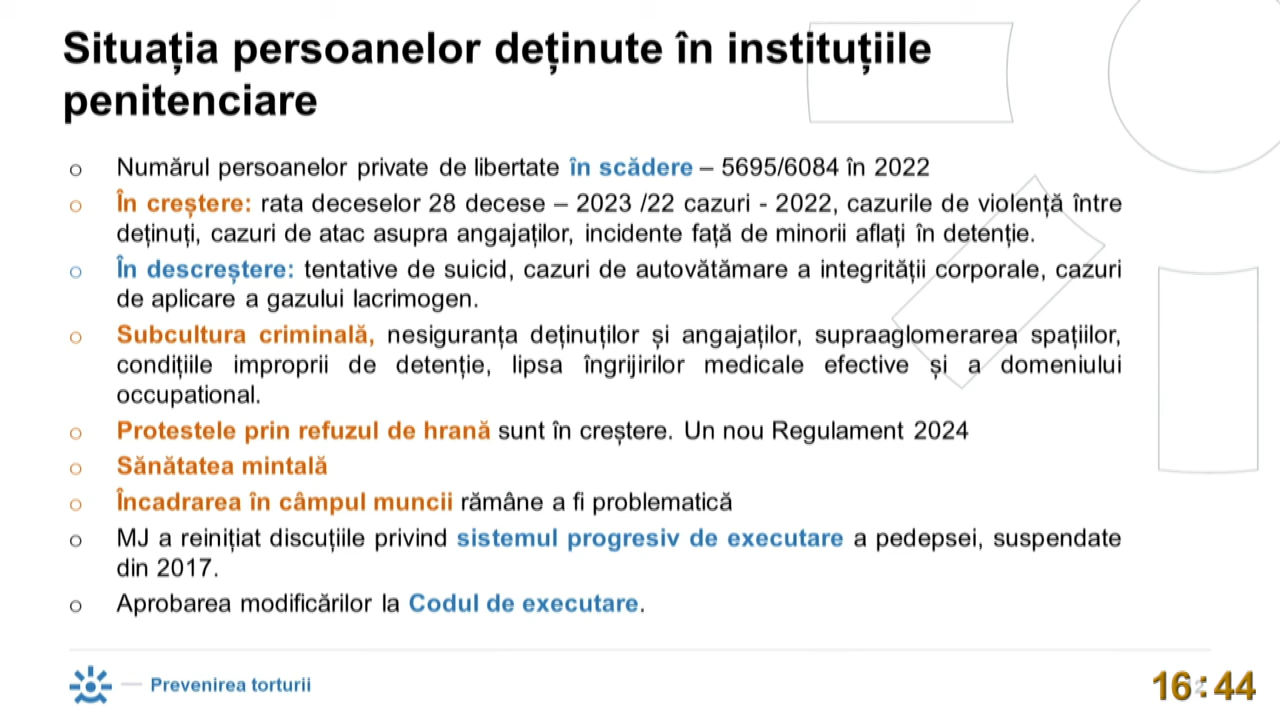 Situația persoanelor deținute în instituțiile
penitenciare
o Numărul persoanelor private de libertate în scădere – 5695/6084 în 2022
o În creștere: rata deceselor 28 decese – 2023 /22 cazuri - 2022, cazurile de violență între
deținuți, cazuri de atac asupra angajaților, incidente față de minorii aflați în detenție.
o În descreștere: tentative de suicid, cazuri de autovătămare a integrității corporale, cazuri
de aplicare a gazului lacrimogen.
o Subcultura criminală, nesiguranța deținuților și angajaților, supraaglomerarea spațiilor,
condițiile improprii de detenție, lipsa îngrijirilor medicale efective și a domeniului
occupational.
o Protestele prin refuzul de hrană sunt în creștere. Un nou Regulament 2024
o Sănătatea mintală
o Încadrarea în câmpul muncii rămâne a fi problematică
o MJ a reinițiat discuțiile privind sistemul progresiv de executare a pedepsei, suspendate
din 2017.
o Aprobarea modificărilor la Codul de executare.
Prevenirea torturii
16:44